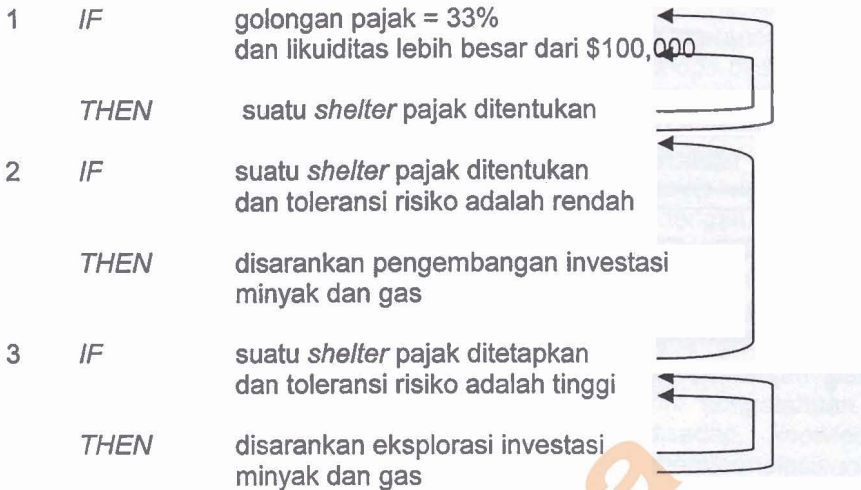 1 IF golongan pajak = 33%
dan likuiditas lebih besar dari $100,000
THEN suatu shelter pajak ditentukan
2 IF suatu shelter pajak ditentukan
dan toleransi risiko adalah rendah
THEN disarankan pengembangan investasi
minyak dan gas
3 IF suatu shelter pajak ditetapkan
dan toleransi risiko adalah tinggi
THEN disarankan eksplorasi investasi
minyak dan gas